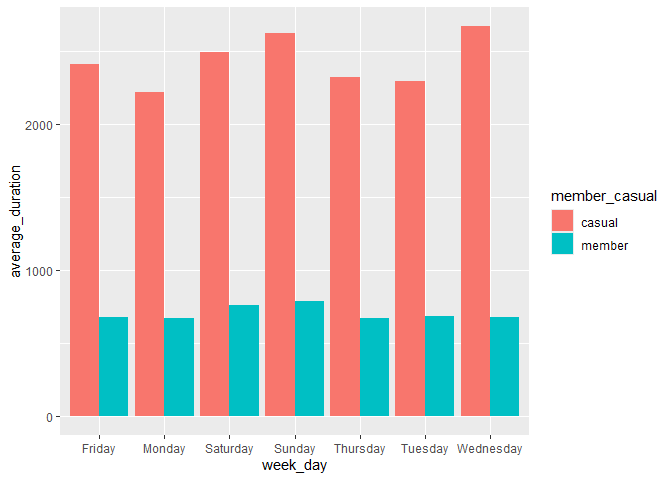 average_duration
2000
1000
0
Friday Monday Saturday Sunday Thursday Tuesday Wednesday
week_day
member_casual
casual
member